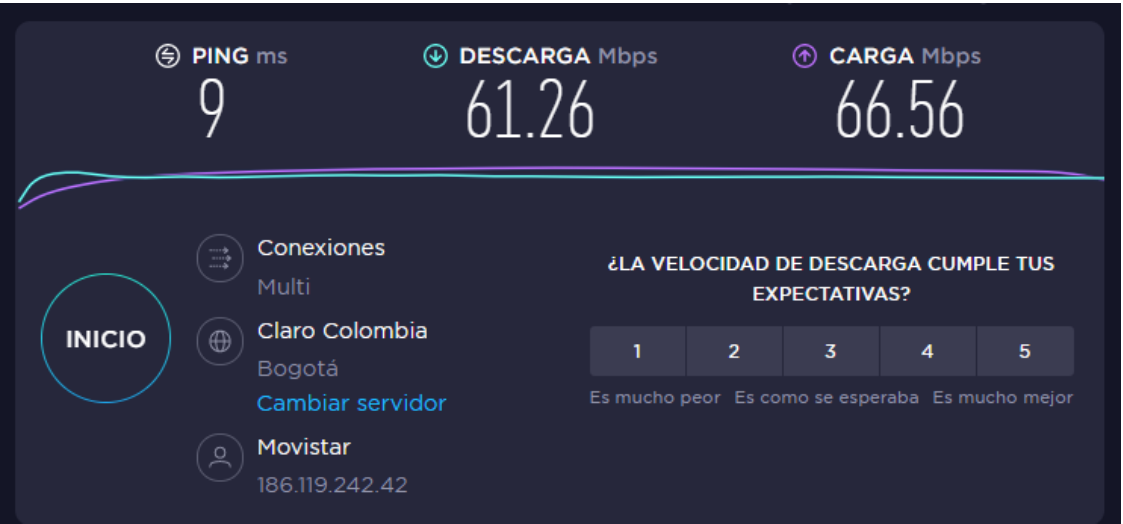 PING ms
9
DESCARGA Mbps
61.26
CARGA Mbps
66.56
INICIO
Conexiones
Multi
Claro Colombia
Bogotá
Cambiar servidor
Movistar
186.119.242.42
¿LA VELOCIDAD DE DESCARGA CUMPLE TUS
EXPECTATIVAS?
1 2 3 4 5
Es mucho peor Es como se esperaba Es mucho mejor